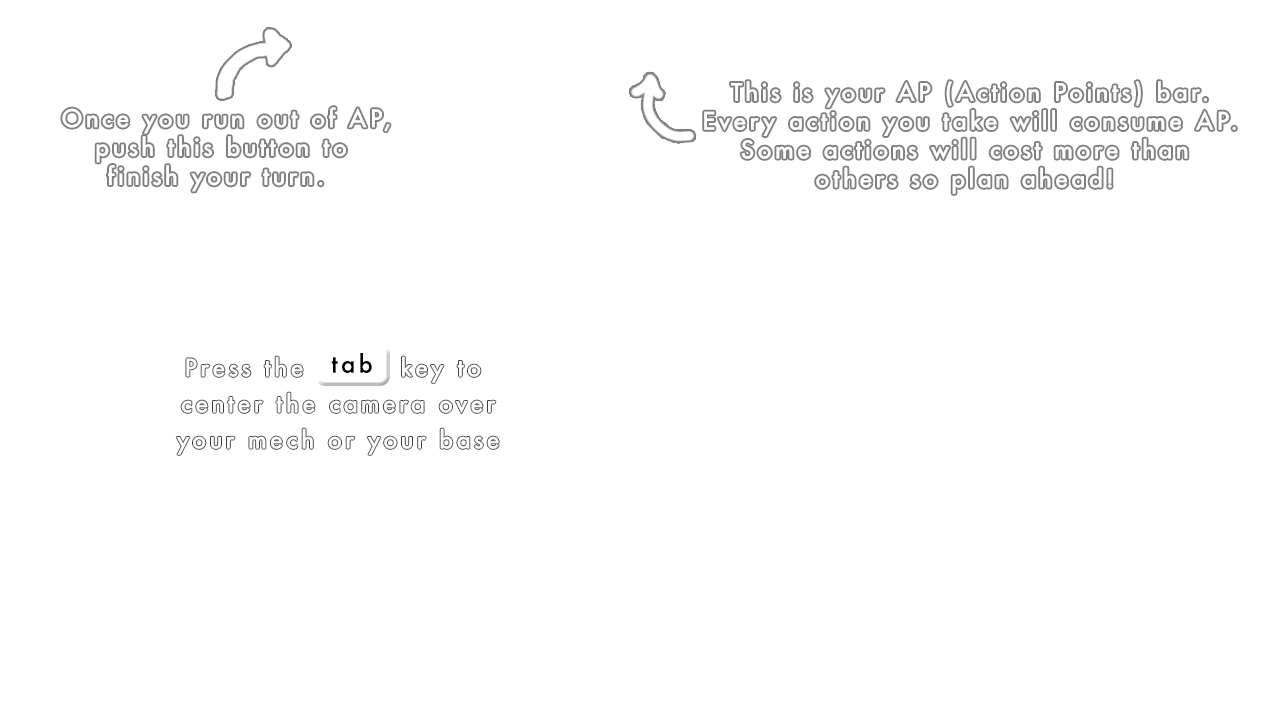 Once you run out of AP,
push this button to
finish your turn.
This is your AP (Action Points) bar.
Every action you take will consume AP.
Some actions will cost more than
others so plan ahead!
Press the tab key to
center the camera over
your mech or your base